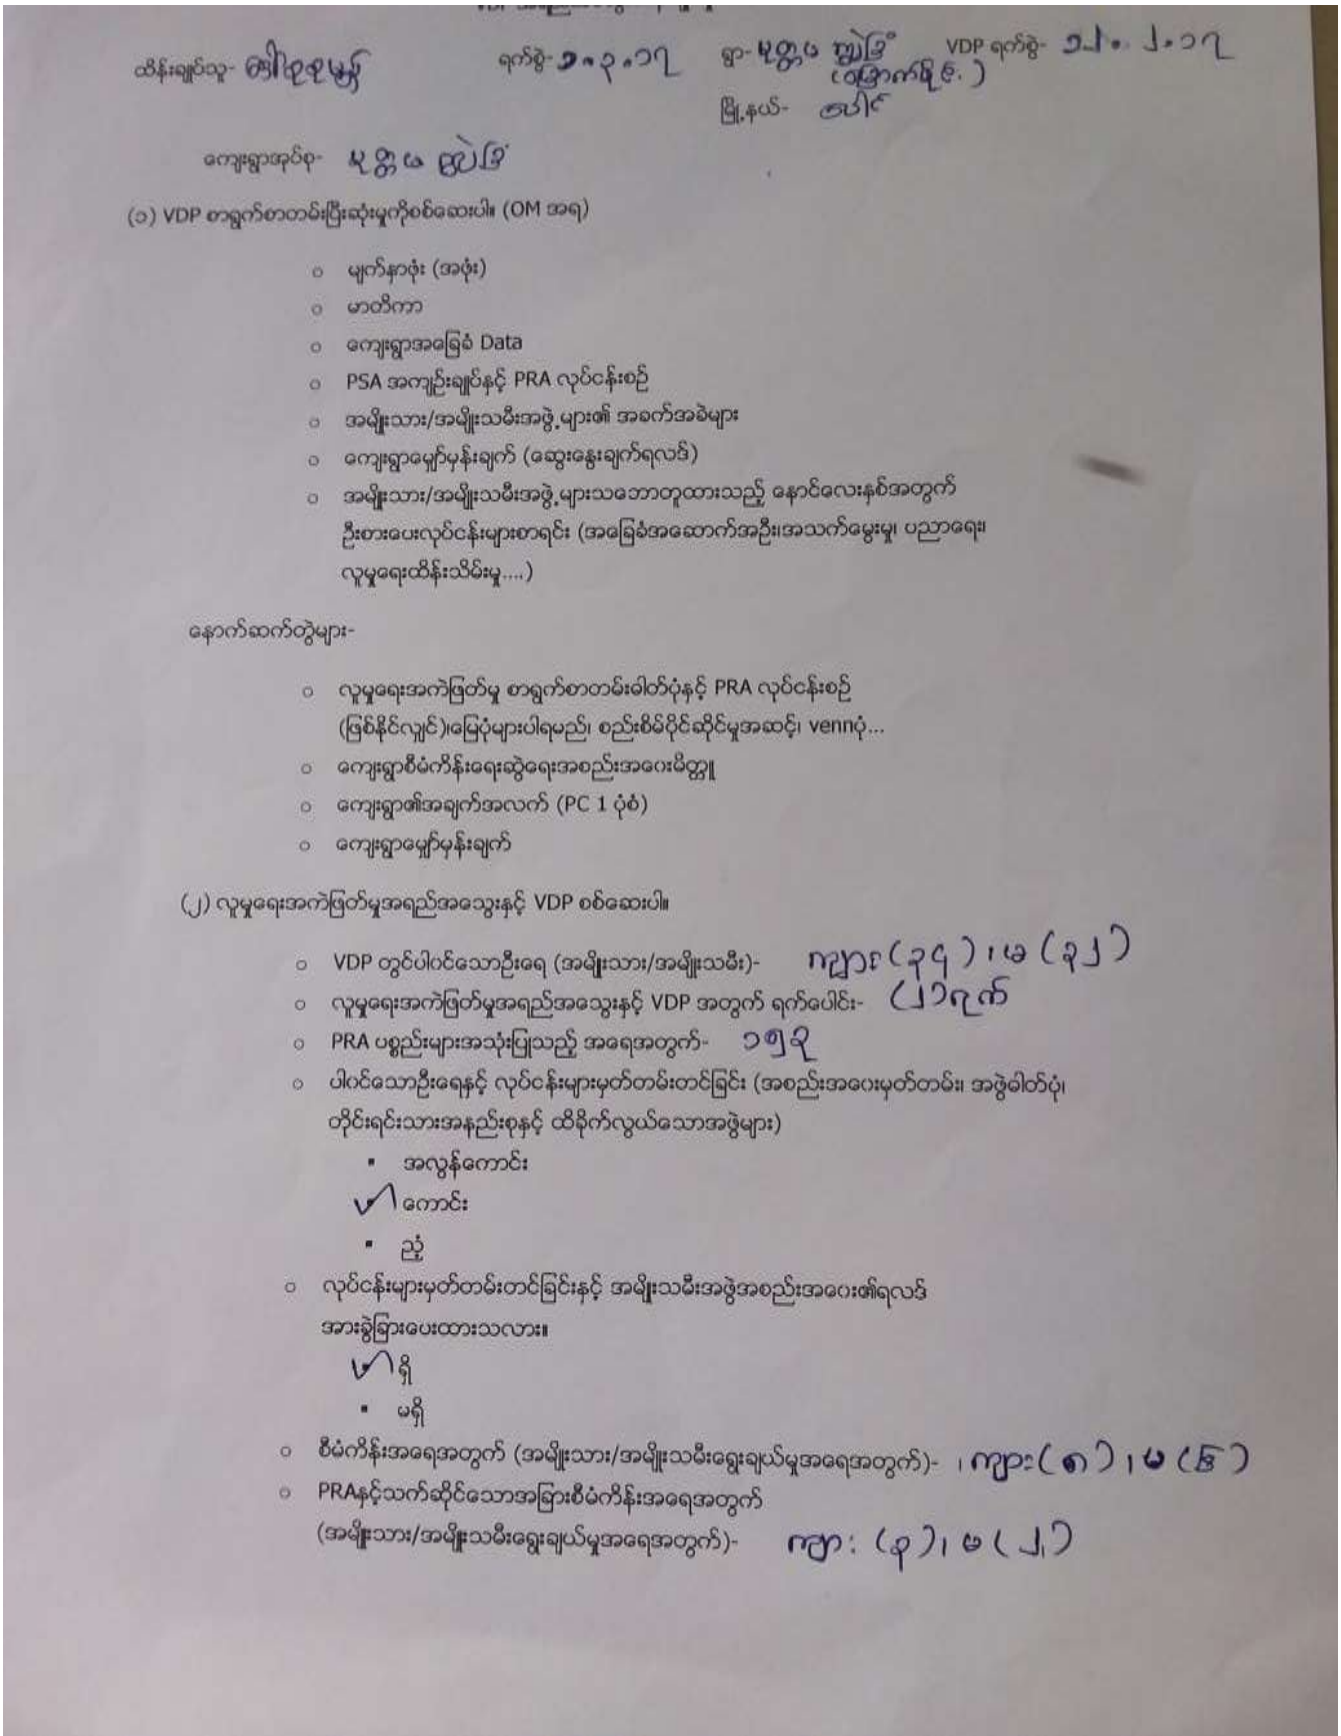 ထိန်းချုပ်သူ- ဒေါ်စုစုမွန် ရက်စွဲ- ၁.၃.၁၇ ရွာ- မုတ္တမ ကျွဲခြံ VDP ရက်စွဲ- ၁၂.၂.၁၇
မြို့နယ်- ပေါင်
ကျေးရွာအုပ်စု- မုတ္တမ ကျွဲခြံ
(၁) VDP စာရွက်စာတမ်းပြီးဆုံးမှုကိုစစ်ဆေးပါ။ (OM အရ)
○ မျက်နှာဖုံး (အဖုံး)
○ မာတိကာ
○ ကျေးရွာအခြေခံ Data
○ PSA အကျဉ်းချုပ်နှင့် PRA လုပ်ငန်းစဉ်
○ အမျိုးသား/အမျိုးသမီးအဖွဲ့များ၏ အခက်အခဲများ
○ ကျေးရွာမျှော်မှန်းချက် (ဆွေးနွေးချက်ရလဒ်)
○ အမျိုးသား/အမျိုးသမီးအဖွဲ့များသဘောတူထားသည့် နောင်လေးနှစ်အတွက်
ဦးစားပေးလုပ်ငန်းများစာရင်း (အခြေခံအဆောက်အဦး၊အသက်မွေးမှု၊ ပညာရေး၊
လူမှုရေးထိန်းသိမ်းမှု....)
နောက်ဆက်တွဲများ-
○ လူမှုရေးအကဲဖြတ်မှု စာရွက်စာတမ်းဓါတ်ပုံနှင့် PRA လုပ်ငန်းစဉ်
(ဖြစ်နိုင်လျှင်)၊မြေပုံများပါရမည်၊ စည်းစိမ်ပိုင်ဆိုင်မှုအဆင့်၊ vennပုံ...
○ ကျေးရွာစီမံကိန်းရေးဆွဲရေးအစည်းအဝေးမိတ္တူ
○ ကျေးရွာ၏အချက်အလက် (PC 1 ပုံစံ)
○ ကျေးရွာမျှော်မှန်းချက်
(၂) လူမှုရေးအကဲဖြတ်မှုအရည်အသွေးနှင့် VDP စစ်ဆေးပါ။
○ VDP တွင်ပါဝင်သောဦးရေ (အမျိုးသား/အမျိုးသမီး)- ကျား(၃၄)၊မ(၃၂)
○ လူမှုရေးအကဲဖြတ်မှုအရည်အသွေးနှင့် VDP အတွက် ရက်ပေါင်း- (၂)ရက်
○ PRA ပစ္စည်းများအသုံးပြုသည့် အရေအတွက်- ၁၅ခု
○ ပါဝင်သောဦးရေနှင့် လုပ်ငန်းများမှတ်တမ်းတင်ခြင်း (အစည်းအဝေးမှတ်တမ်း၊ အဖွဲ့ဓါတ်ပုံ၊
တိုင်းရင်းသားအနည်းစုနှင့် ထိခိုက်လွယ်သောအဖွဲ့များ)
▪ အလွန်ကောင်း
✓ ကောင်း
▪ ညံ့
○ လုပ်ငန်းများမှတ်တမ်းတင်ခြင်းနှင့် အမျိုးသမီးအဖွဲ့အစည်းအဝေး၏ရလဒ်
အားခွဲခြားပေးထားသလား။
✓ ရှိ
▪ မရှိ
○ စီမံကိန်းအရေအတွက် (အမျိုးသား/အမျိုးသမီးရွေးချယ်မှုအရေအတွက်)- ၊ကျား(၈)၊မ(၆)
○ PRAနှင့်သက်ဆိုင်သောအခြားစီမံကိန်းအရေအတွက်
(အမျိုးသား/အမျိုးသမီးရွေးချယ်မှုအရေအတွက်)- ကျား (၃)၊မ(၂)